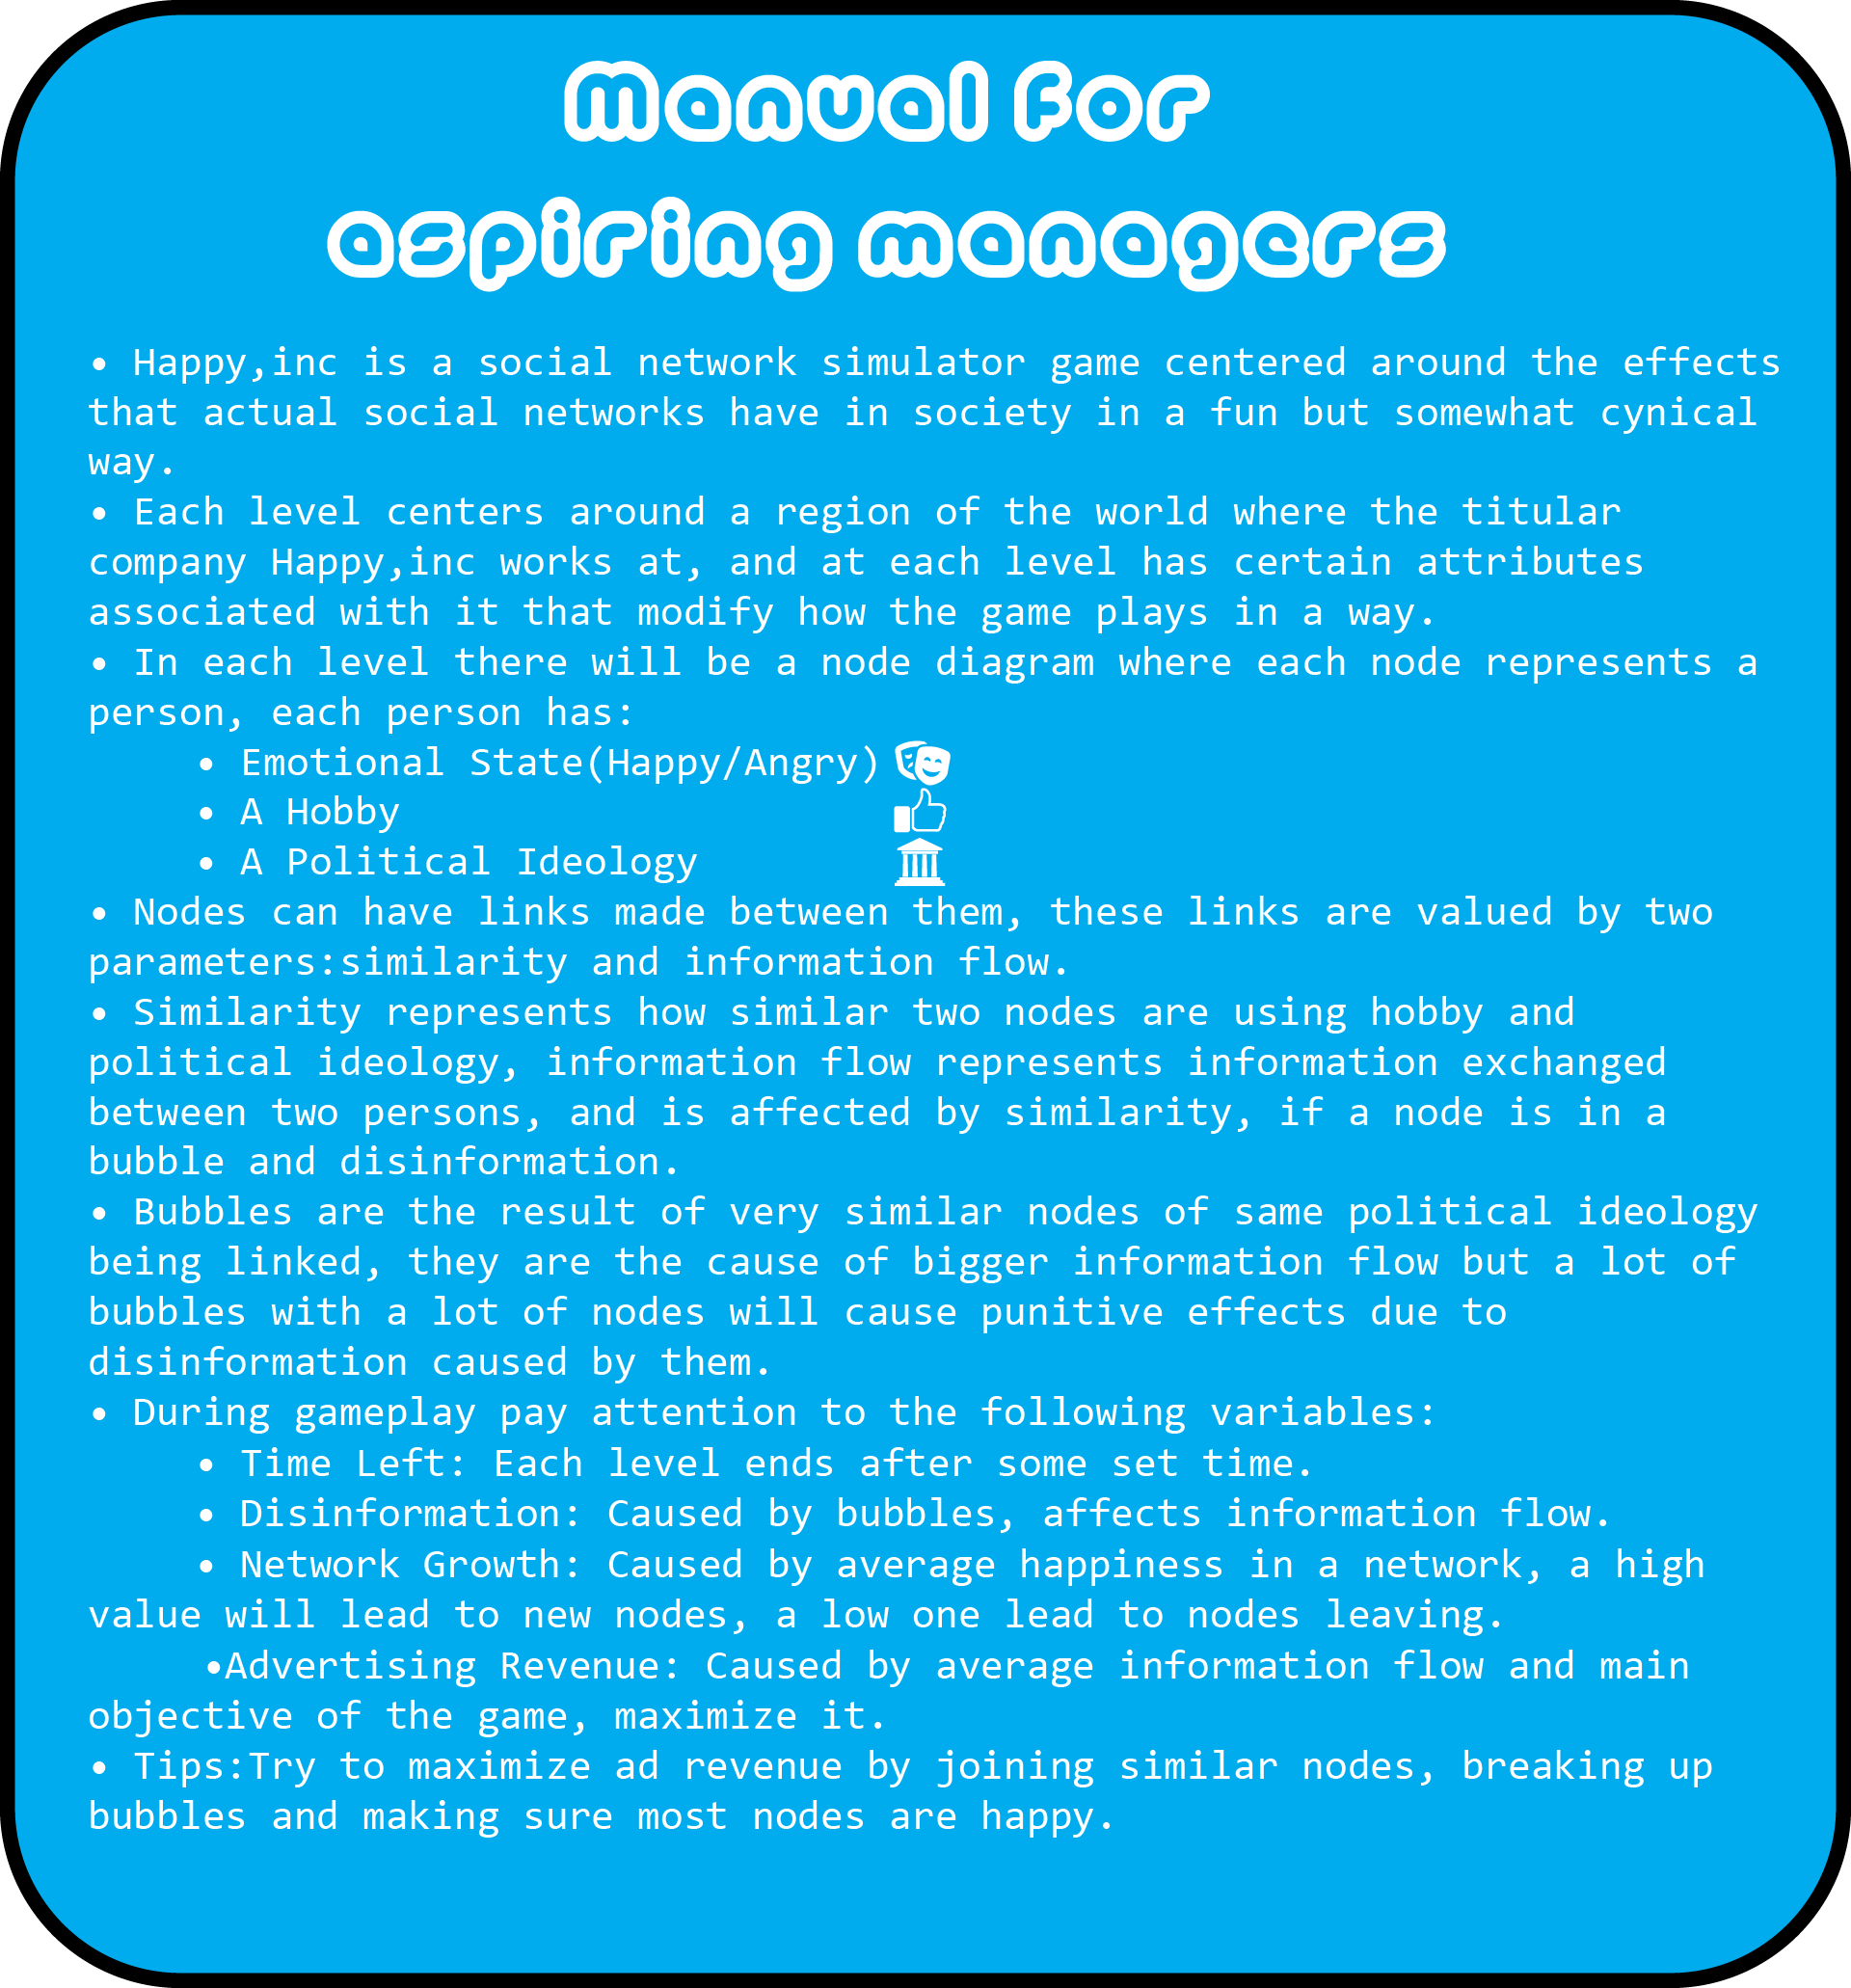 Manual for
aspiring managers
• Happy,inc is a social network simulator game centered around the effects
that actual social networks have in society in a fun but somewhat cynical
way.
• Each level centers around a region of the world where the titular
company Happy,inc works at, and at each level has certain attributes
associated with it that modify how the game plays in a way.
• In each level there will be a node diagram where each node represents a
person, each person has:
• Emotional State(Happy/Angry)
• A Hobby
• A Political Ideology
• Nodes can have links made between them, these links are valued by two
parameters:similarity and information flow.
• Similarity represents how similar two nodes are using hobby and
political ideology, information flow represents information exchanged
between two persons, and is affected by similarity, if a node is in a
bubble and disinformation.
• Bubbles are the result of very similar nodes of same political ideology
being linked, they are the cause of bigger information flow but a lot of
bubbles with a lot of nodes will cause punitive effects due to
disinformation caused by them.
• During gameplay pay attention to the following variables:
• Time Left: Each level ends after some set time.
• Disinformation: Caused by bubbles, affects information flow.
• Network Growth: Caused by average happiness in a network, a high
value will lead to new nodes, a low one lead to nodes leaving.
•Advertising Revenue: Caused by average information flow and main
objective of the game, maximize it.
• Tips:Try to maximize ad revenue by joining similar nodes, breaking up
bubbles and making sure most nodes are happy.